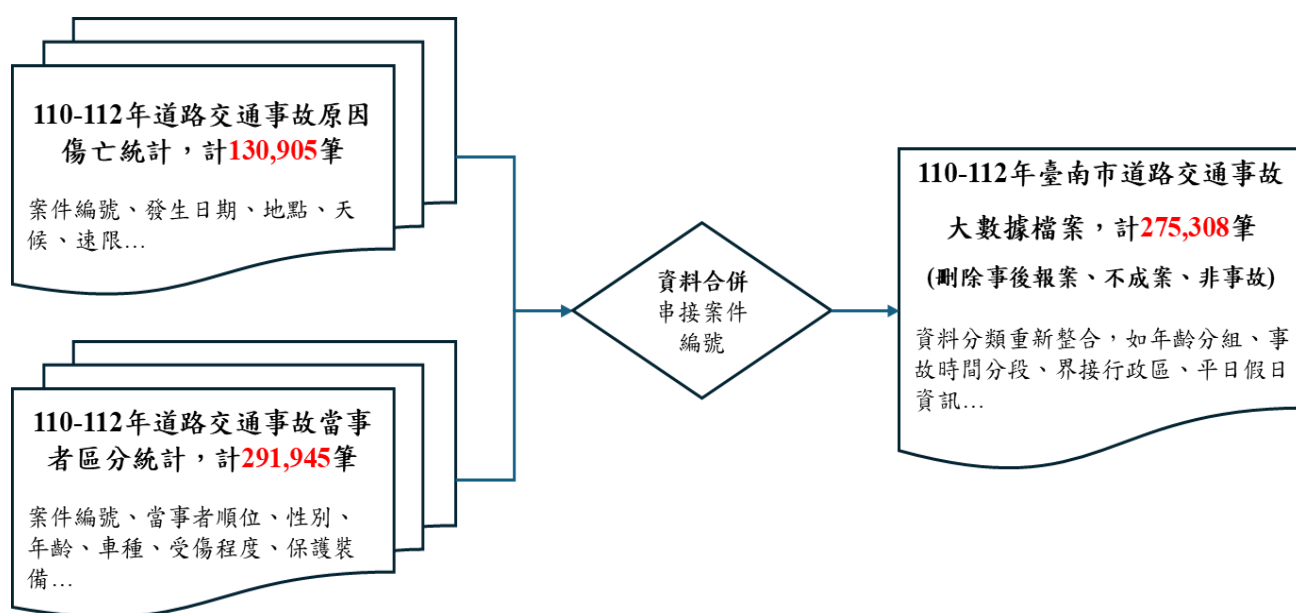 110-112年道路交通事故原因
傷亡統計，計130,905筆
案件編號、發生日期、地點、天
候、速限…
110-112年道路交通事故當事
者區分統計，計291,945筆
案件編號、當事者順位、性別、
年齡、車種、受傷程度、保護裝
備…
資料合併
串接案件
編號
110-112年臺南市道路交通事故
大數據檔案，計275,308筆
(刪除事後報案、不成案、非事故)
資料分類重新整合，如年齡分組、事
故時間分段、界接行政區、平日假日
資訊…